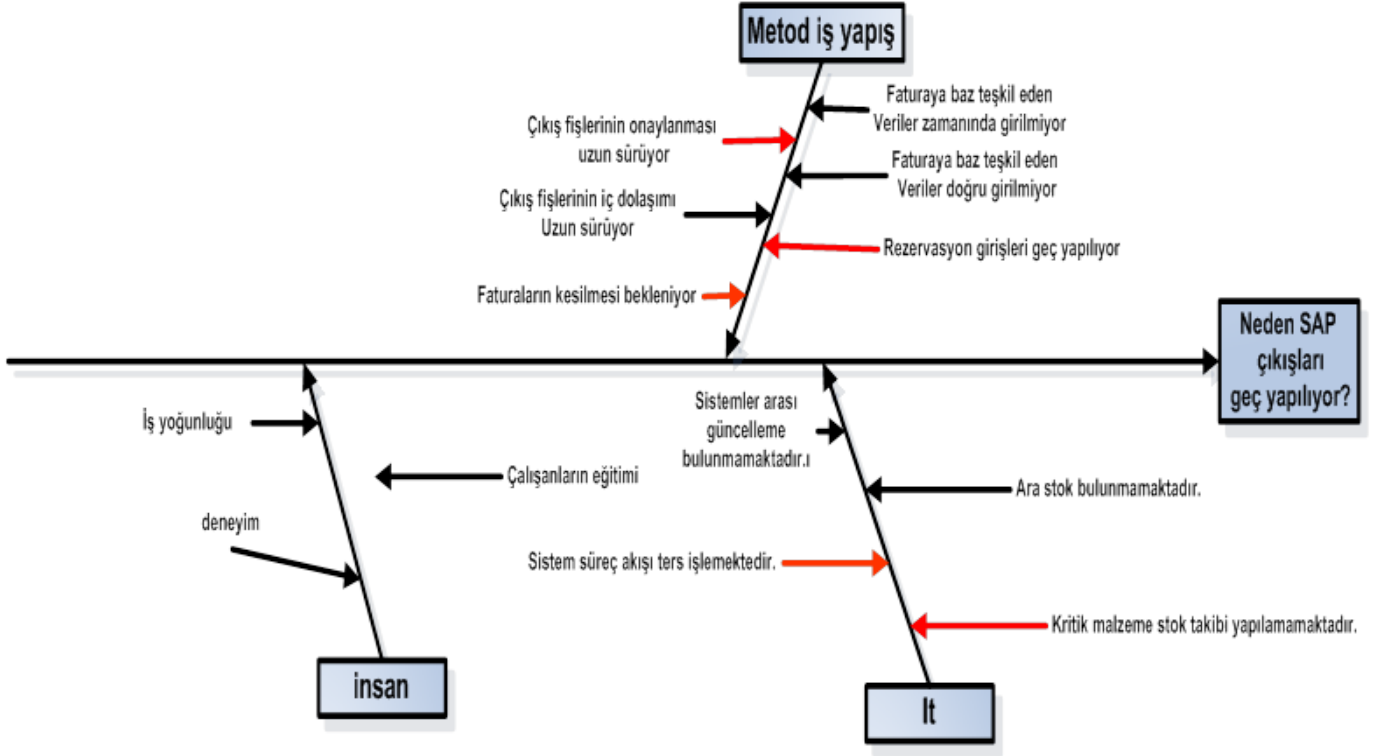 Metod iş yapış
Faturaya baz teşkil eden
Veriler zamanında girilmiyor
Çıkış fişlerinin onaylanması
uzun sürüyor
Faturaya baz teşkil eden
Veriler doğru girilmiyor
Çıkış fişlerinin iç dolaşımı
Uzun sürüyor
Rezervasyon girişleri geç yapılıyor
Faturaların kesilmesi bekleniyor
Neden SAP
çıkışları
geç yapılıyor?
İş yoğunluğu
Çalışanların eğitimi
deneyim
Sistemler arası
güncelleme
bulunmamaktadır.ı
Ara stok bulunmamaktadır.
Sistem süreç akışı ters işlemektedir.
Kritik malzeme stok takibi yapılamamaktadır.
insan
It